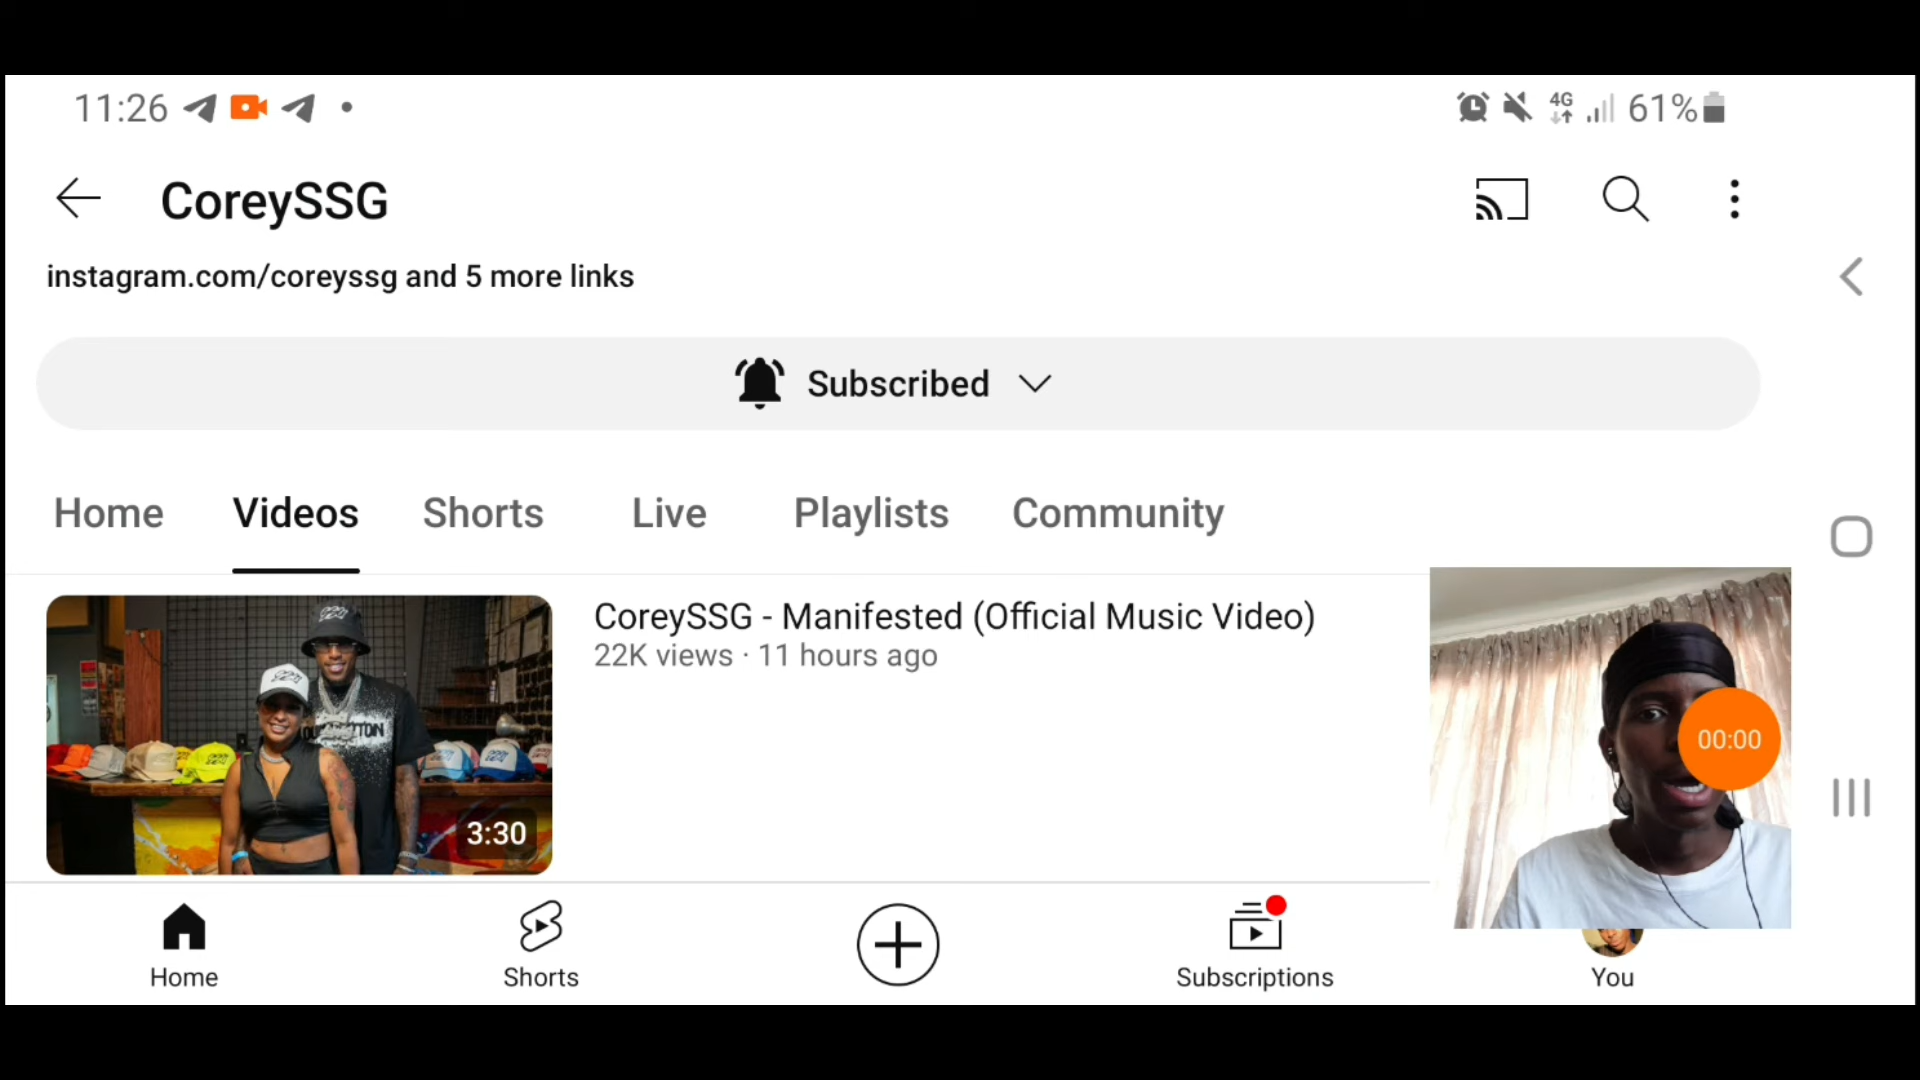 11:26
4G
61%
CoreySSG
instagram.com/coreyssg and 5 more links
Subscribed
Home Videos Shorts Live Playlists Community
CoreySSG - Manifested (Official Music Video)
22K views · 11 hours ago
3:30
00:00
Home Shorts Subscriptions You